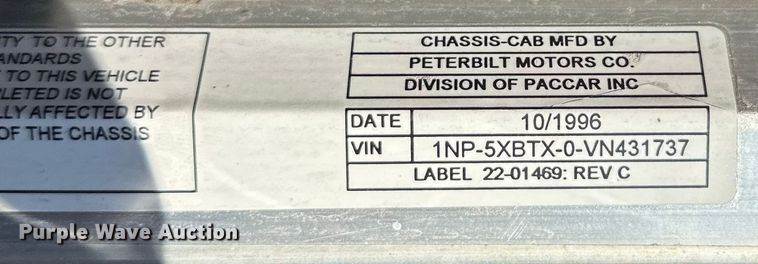 TY TO THE OTHER
ANDARDS
TO THIS VEHICLE
LETED IS NOT
LLY AFFECTED BY
OF THE CHASSIS
CHASSIS-CAB MFD BY
PETERBILT MOTORS CO.
DIVISION OF PACCAR INC
DATE 10/1996
VIN 1NP-5XBTX-0-VN431737
LABEL 22-01469: REV C
Purple Wave Auction